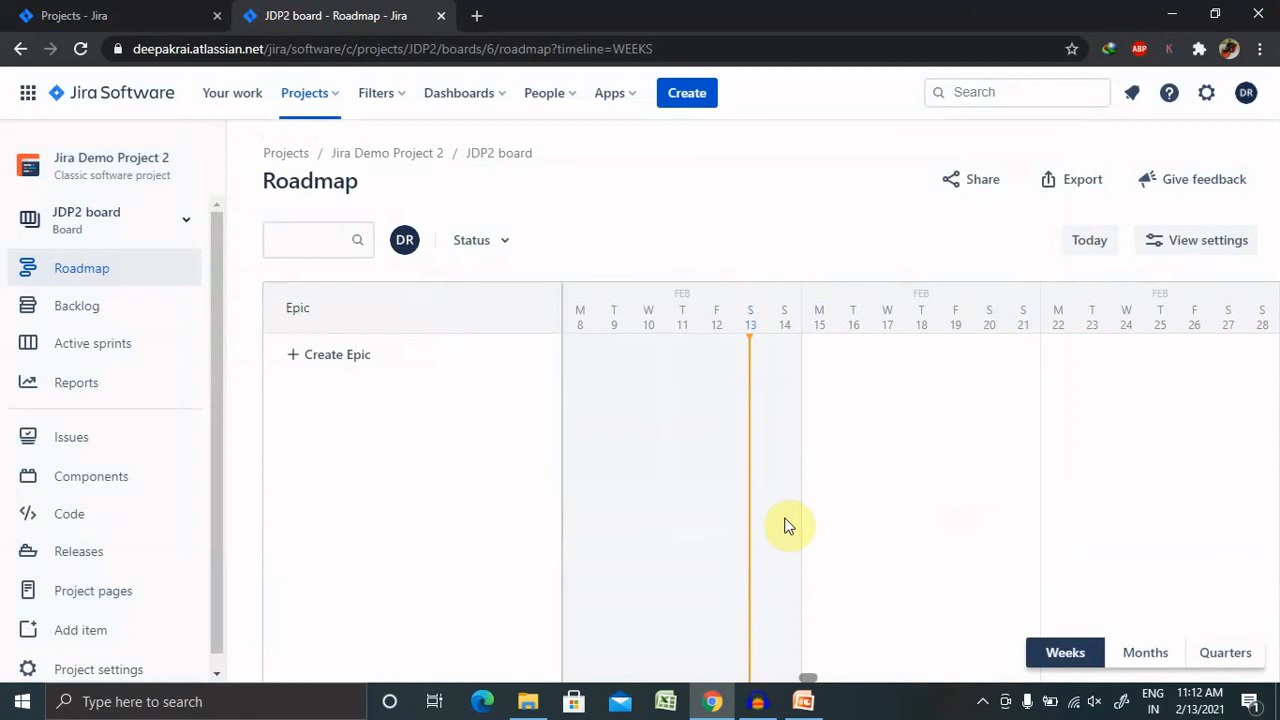 Projects - Jira
JDP2 board - Roadmap - Jira
deepakrai.atlassian.net/jira/software/c/projects/JDP2/boards/6/roadmap?timeline=WEEKS
ABP
K
Jira Software
Your work
Projects
Filters
Dashboards
People
Apps
Create
Search
DR
Jira Demo Project 2
Classic software project
JDP2 board
Board
Roadmap
Backlog
Active sprints
Reports
Issues
Components
Code
Releases
Project pages
Add item
Project settings
Projects / Jira Demo Project 2 / JDP2 board
Roadmap
Share
Export
Give feedback
DR
Status
Today
View settings
Epic
FEB FEB FEB
M T W T F S S M T W T F S S M T W T F S S
8 9 10 11 12 13 14 15 16 17 18 19 20 21 22 23 24 25 26 27 28
+ Create Epic
Weeks
Months
Quarters
Type here to search
ENG
IN
11:12 AM
2/13/2021
1